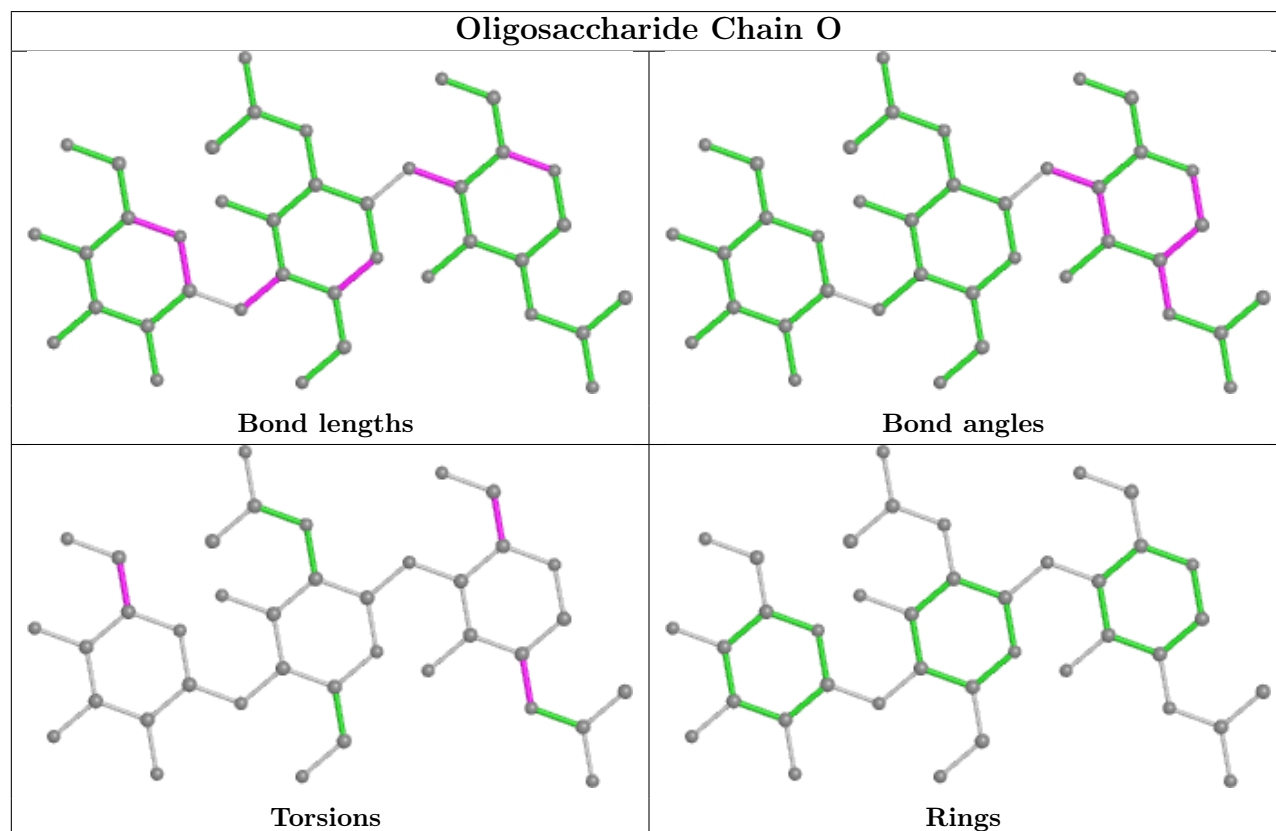 Oligosaccharide Chain O
Bond lengths
Bond angles
Torsions
Rings